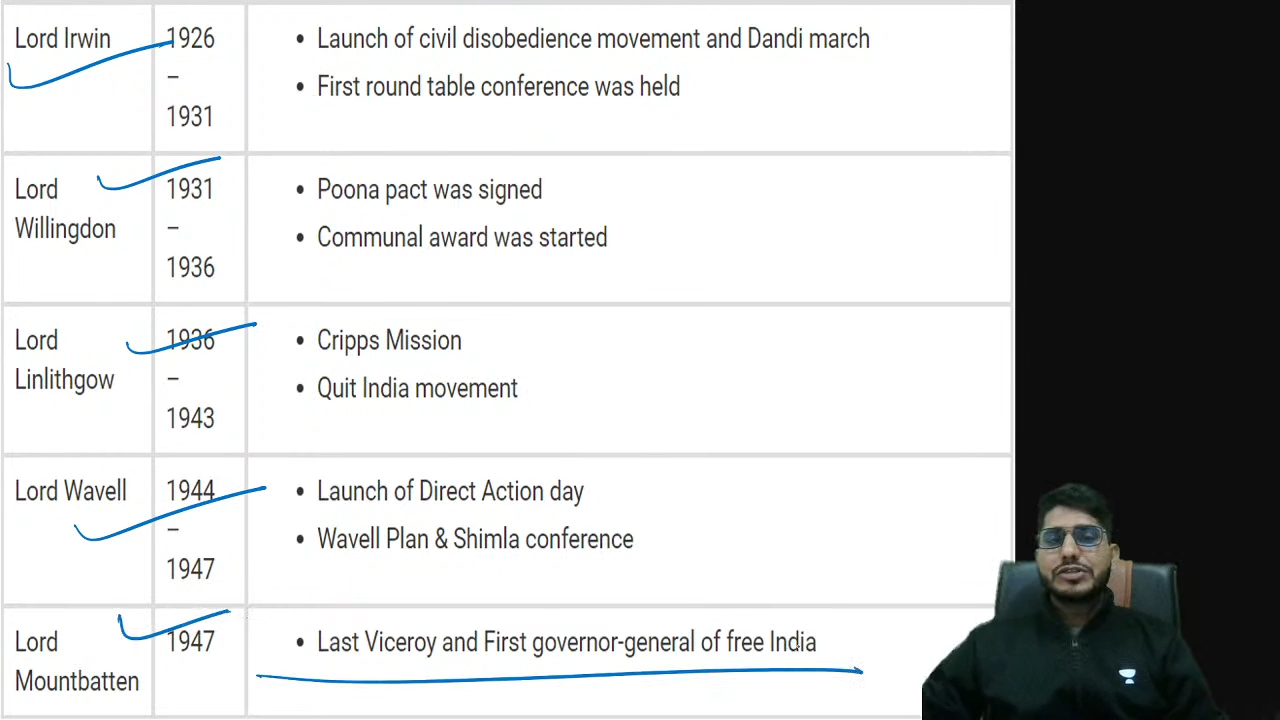 Lord Irwin 1926 – 1931
• Launch of civil disobedience movement and Dandi march
• First round table conference was held
Lord Willingdon 1931 – 1936
• Poona pact was signed
• Communal award was started
Lord Linlithgow 1936 – 1943
• Cripps Mission
• Quit India movement
Lord Wavell 1944 – 1947
• Launch of Direct Action day
• Wavell Plan & Shimla conference
Lord Mountbatten 1947
• Last Viceroy and First governor-general of free India